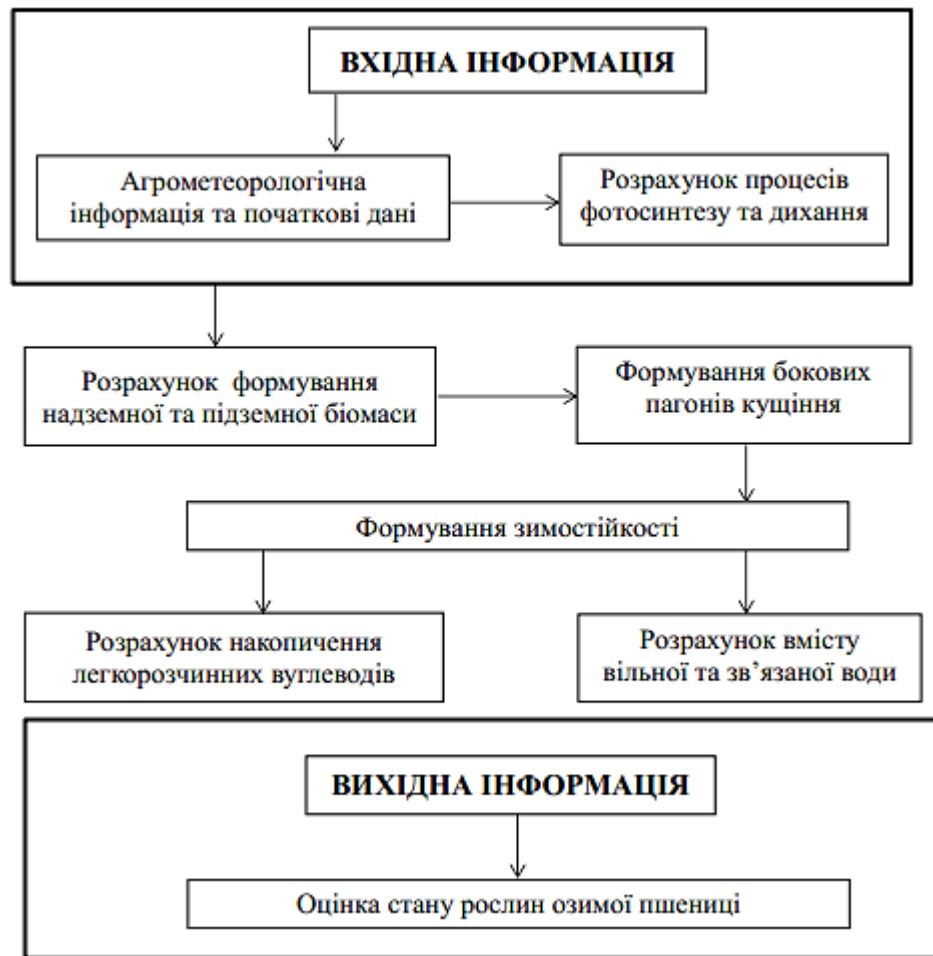 ВХІДНА ІНФОРМАЦІЯ
Агрометеорологічна
інформація та початкові дані
Розрахунок процесів
фотосинтезу та дихання
Розрахунок формування
надземної та підземної біомаси
Формування бокових
пагонів кущіння
Формування зимостійкості
Розрахунок накопичення
легкорозчинних вуглеводів
Розрахунок вмісту
вільної та зв’язаної води
ВИХІДНА ІНФОРМАЦІЯ
Оцінка стану рослин озимої пшениці